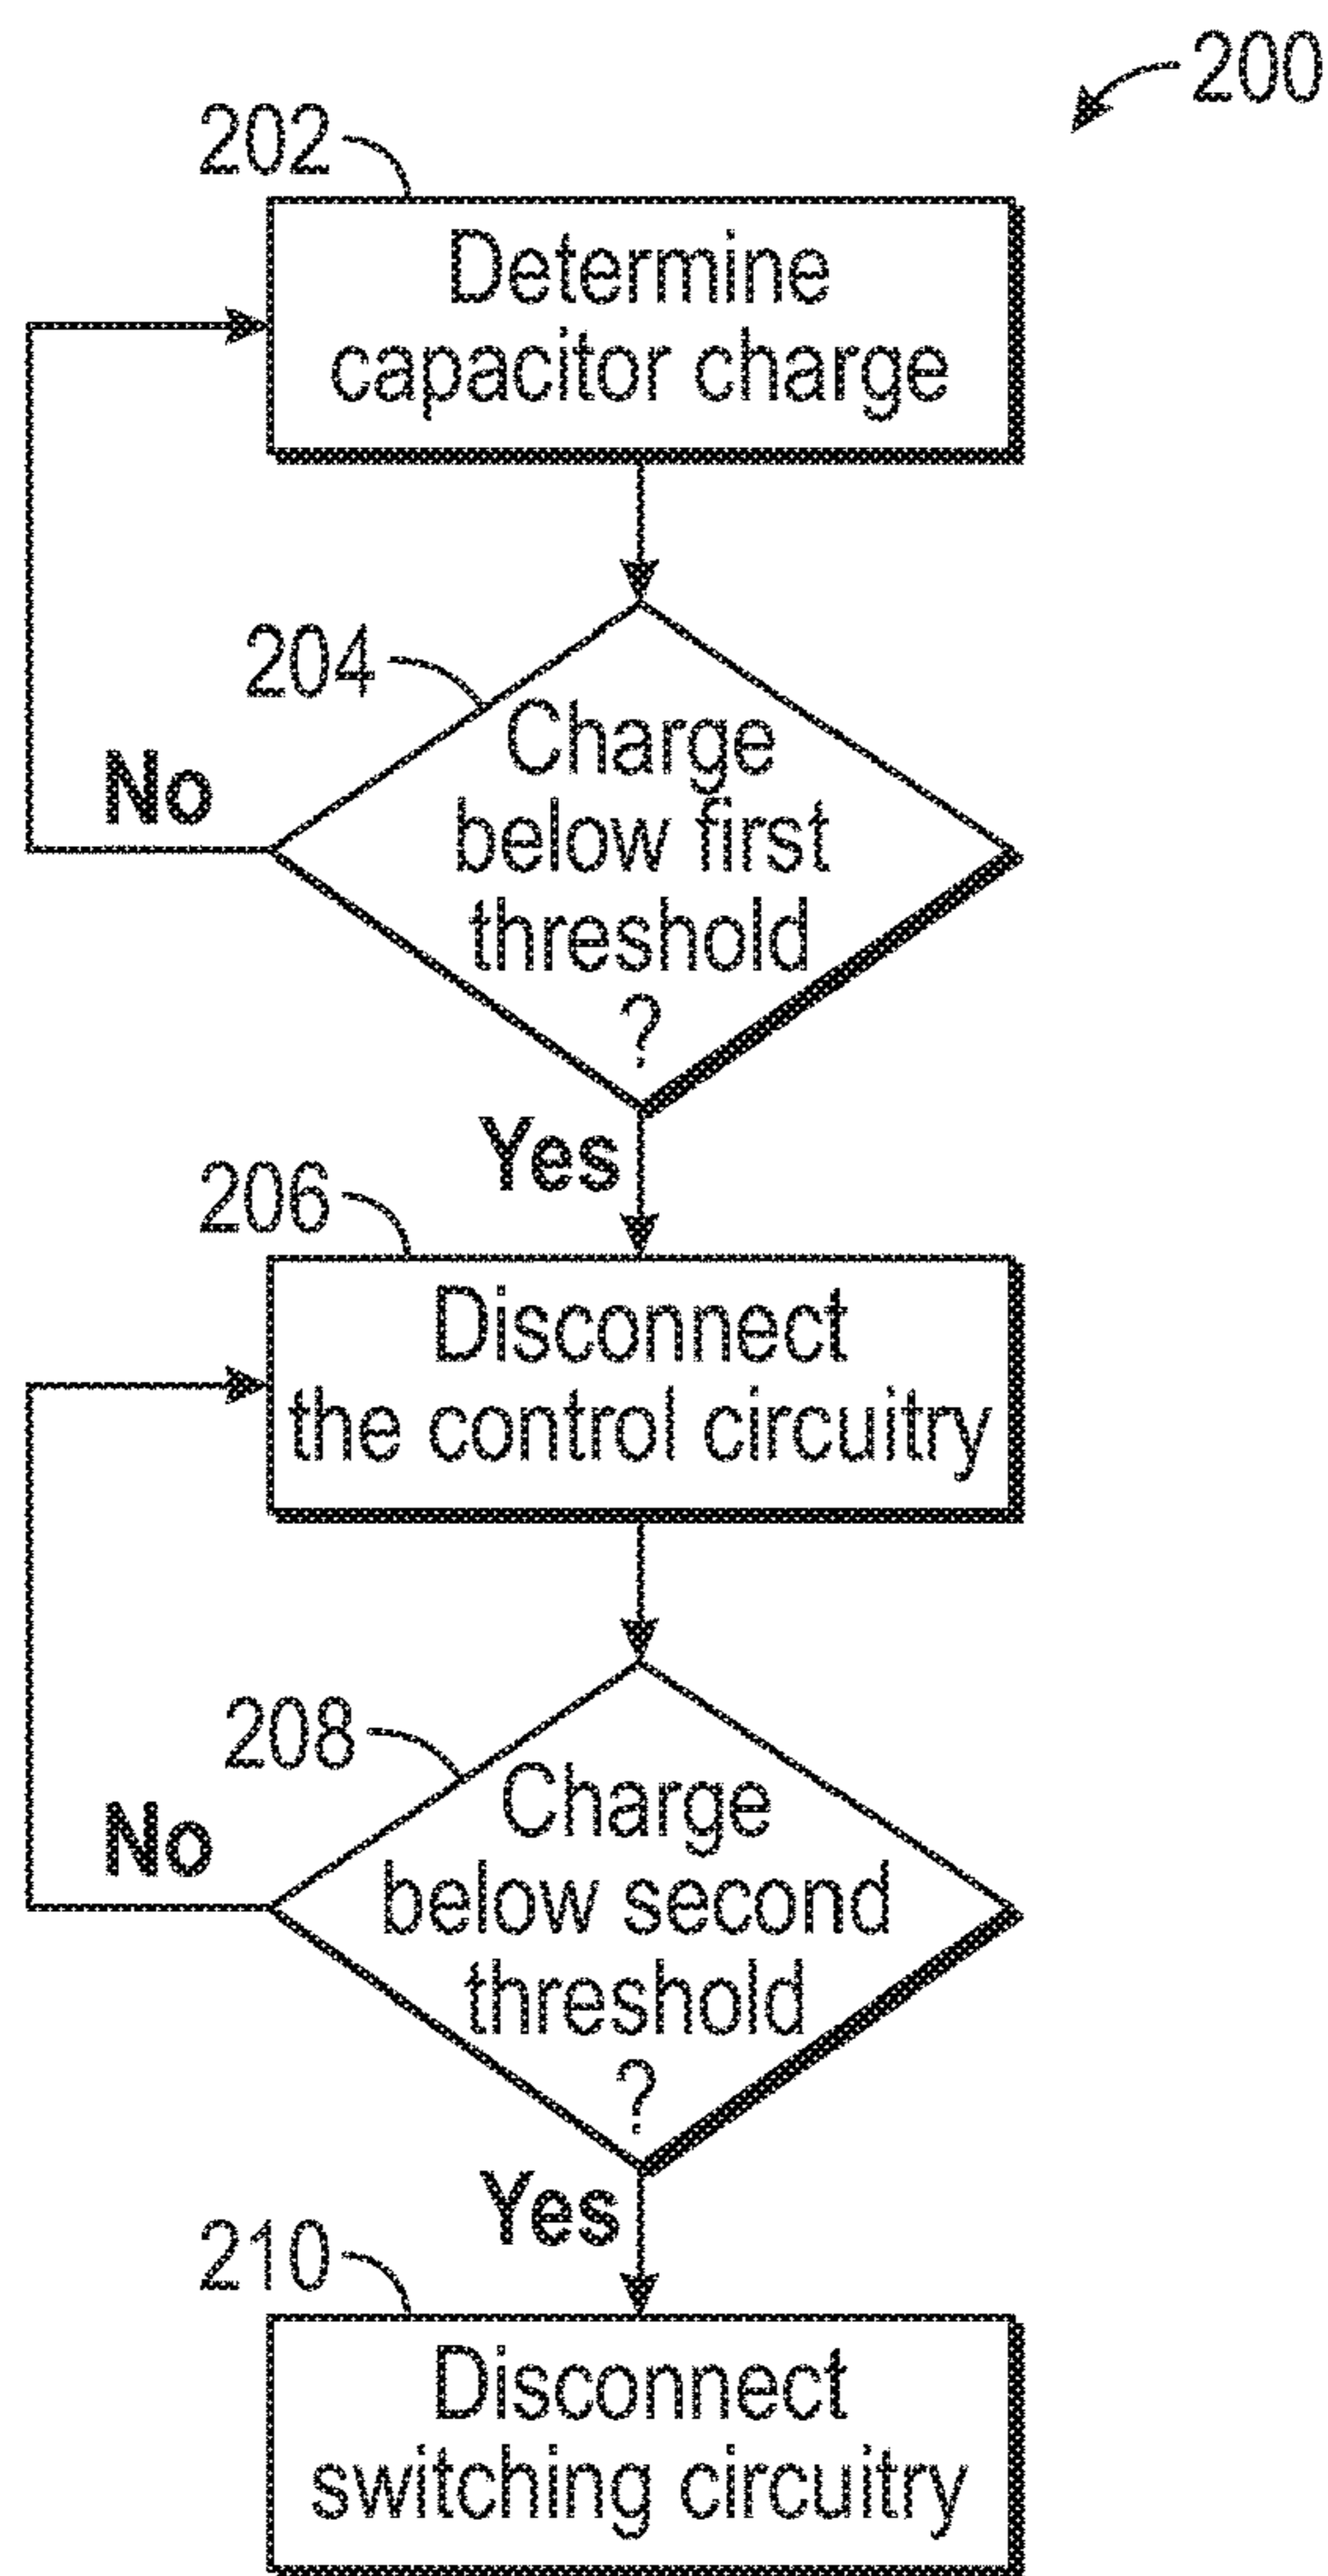 200
202
Determine
capacitor charge
204
Charge
below first
threshold
?
No
Yes
206
Disconnect
the control circuitry
208
Charge
below second
threshold
?
No
Yes
210
Disconnect
switching circuitry